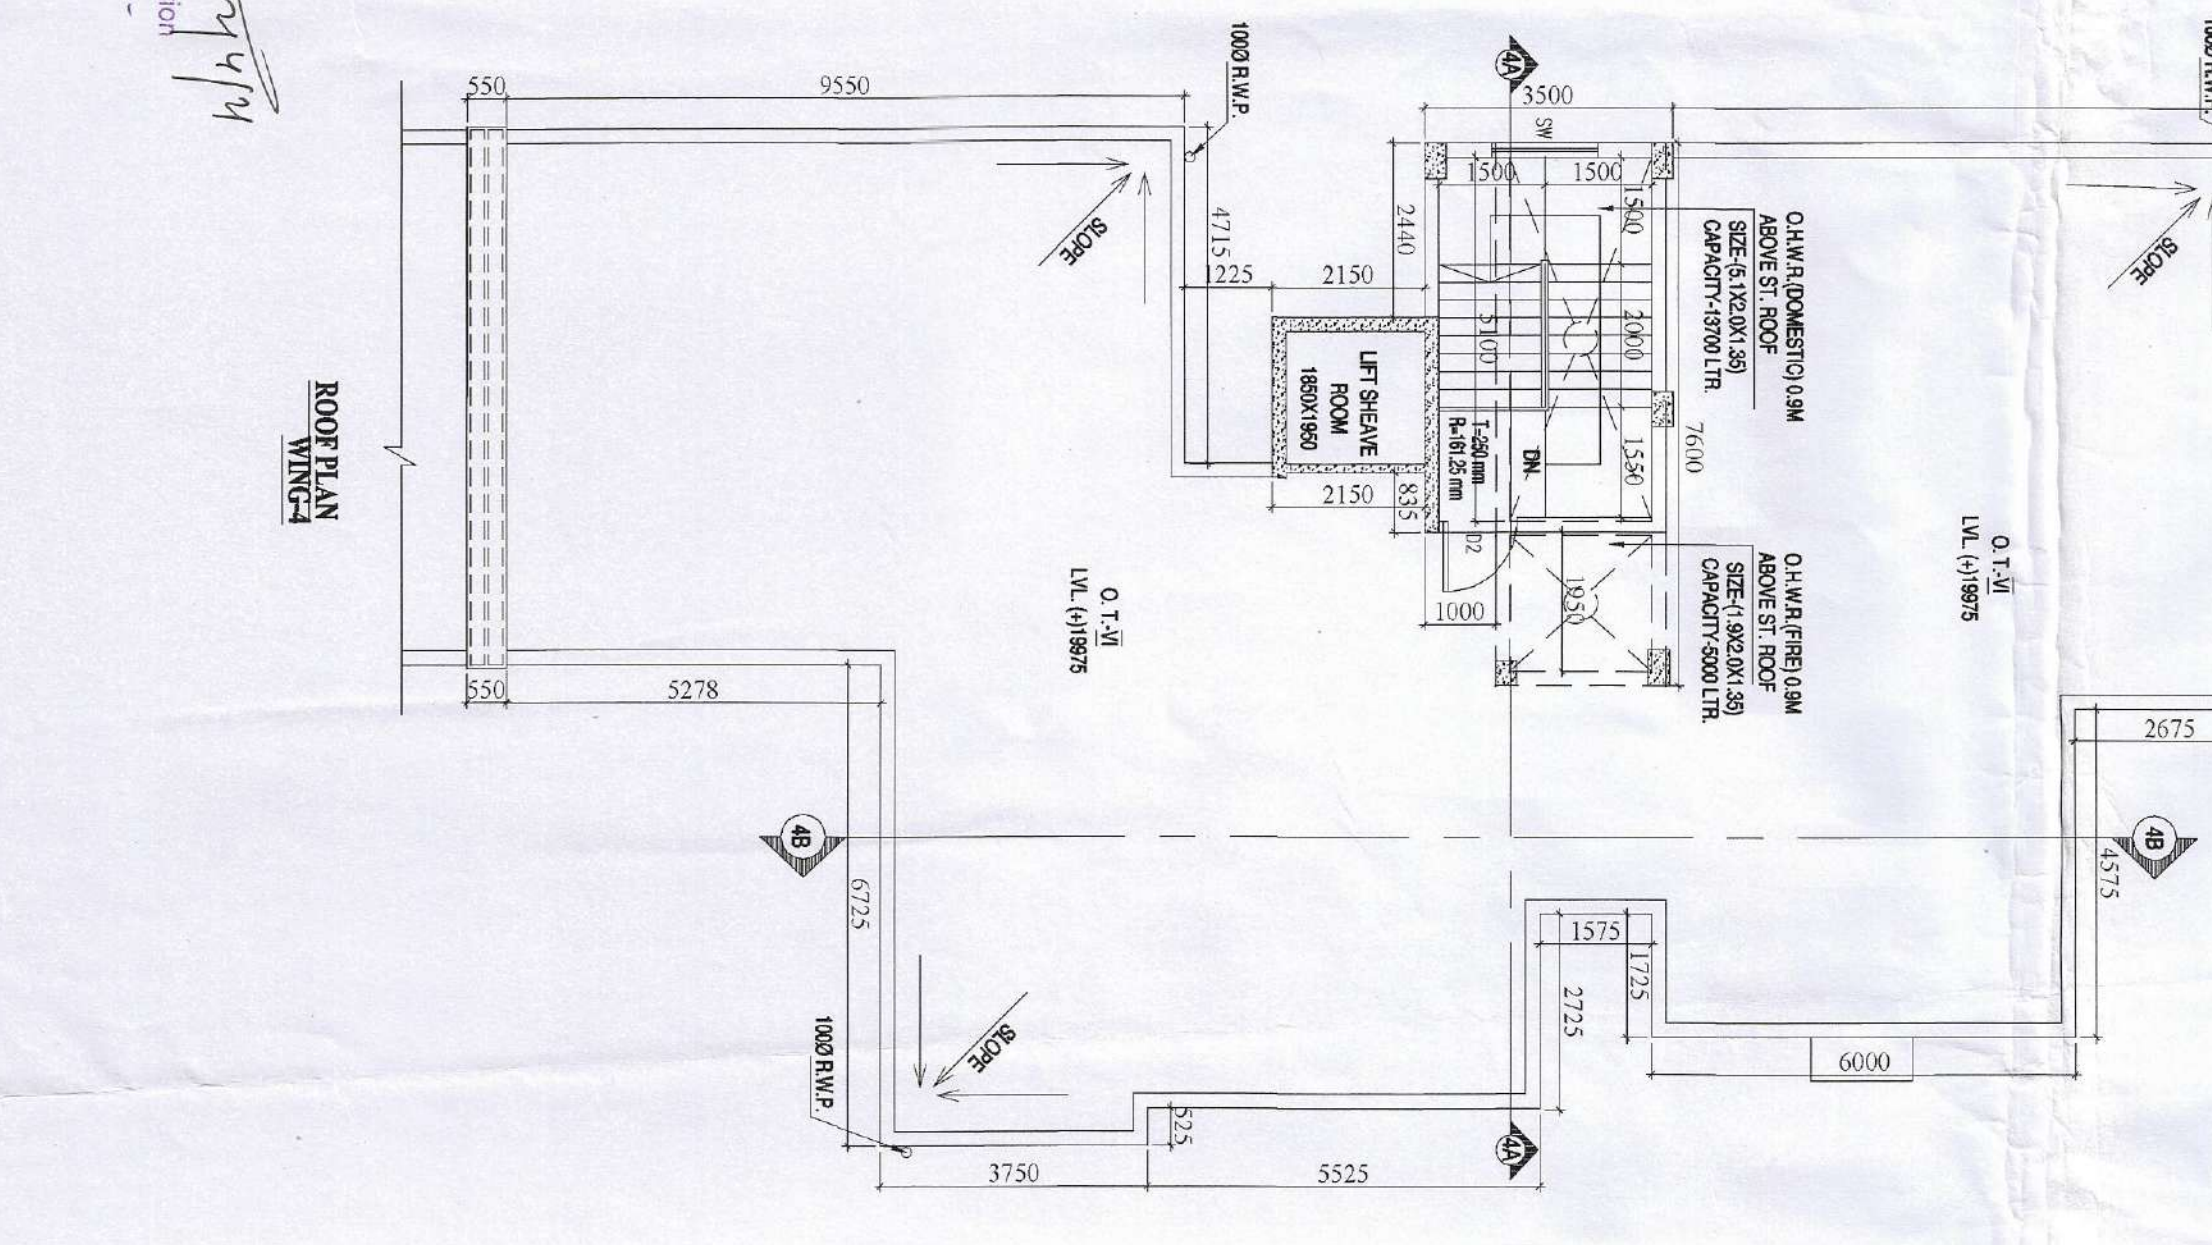 100Ø R.W.P.
550
9550
4A
3500
SW
1500
1500
1500
4715
1225
2150
2440
5100
2000
1550
7600
O.H.W.R.(DOMESTIC) 0.9M
ABOVE ST. ROOF
SIZE-(5.1X2.0X1.35)
CAPACITY-13700 LTR.
SLOPE
SLOPE
LIFT SHEAVE
ROOM
1850X1950
T=250 mm
R=161.25 mm
DN
2150
835
D2
1000
1950
O.H.W.R.(FIRE) 0.9M
ABOVE ST. ROOF
SIZE-(1.9X2.0X1.35)
CAPACITY-5000 LTR.
O. T.-VI
LVL. (+)19975
O. T.-VI
LVL. (+)19975
ROOF PLAN
WING-4
550
5278
2675
4B
4B
4575
6725
1575
1725
2725
6000
SLOPE
100Ø R.W.P.
525
4A
3750
5525
ion